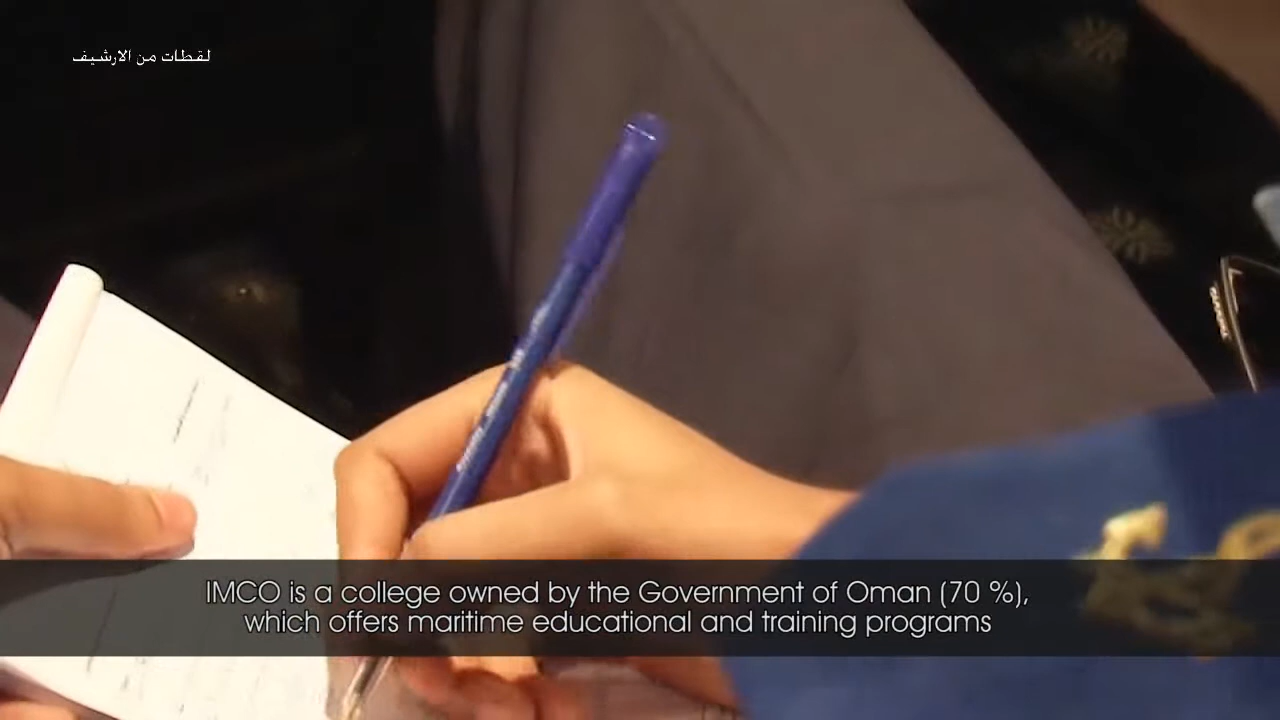 لقطات من الارشيف
IMCO is a college owned by the Government of Oman (70 %),
which offers maritime educational and training programs